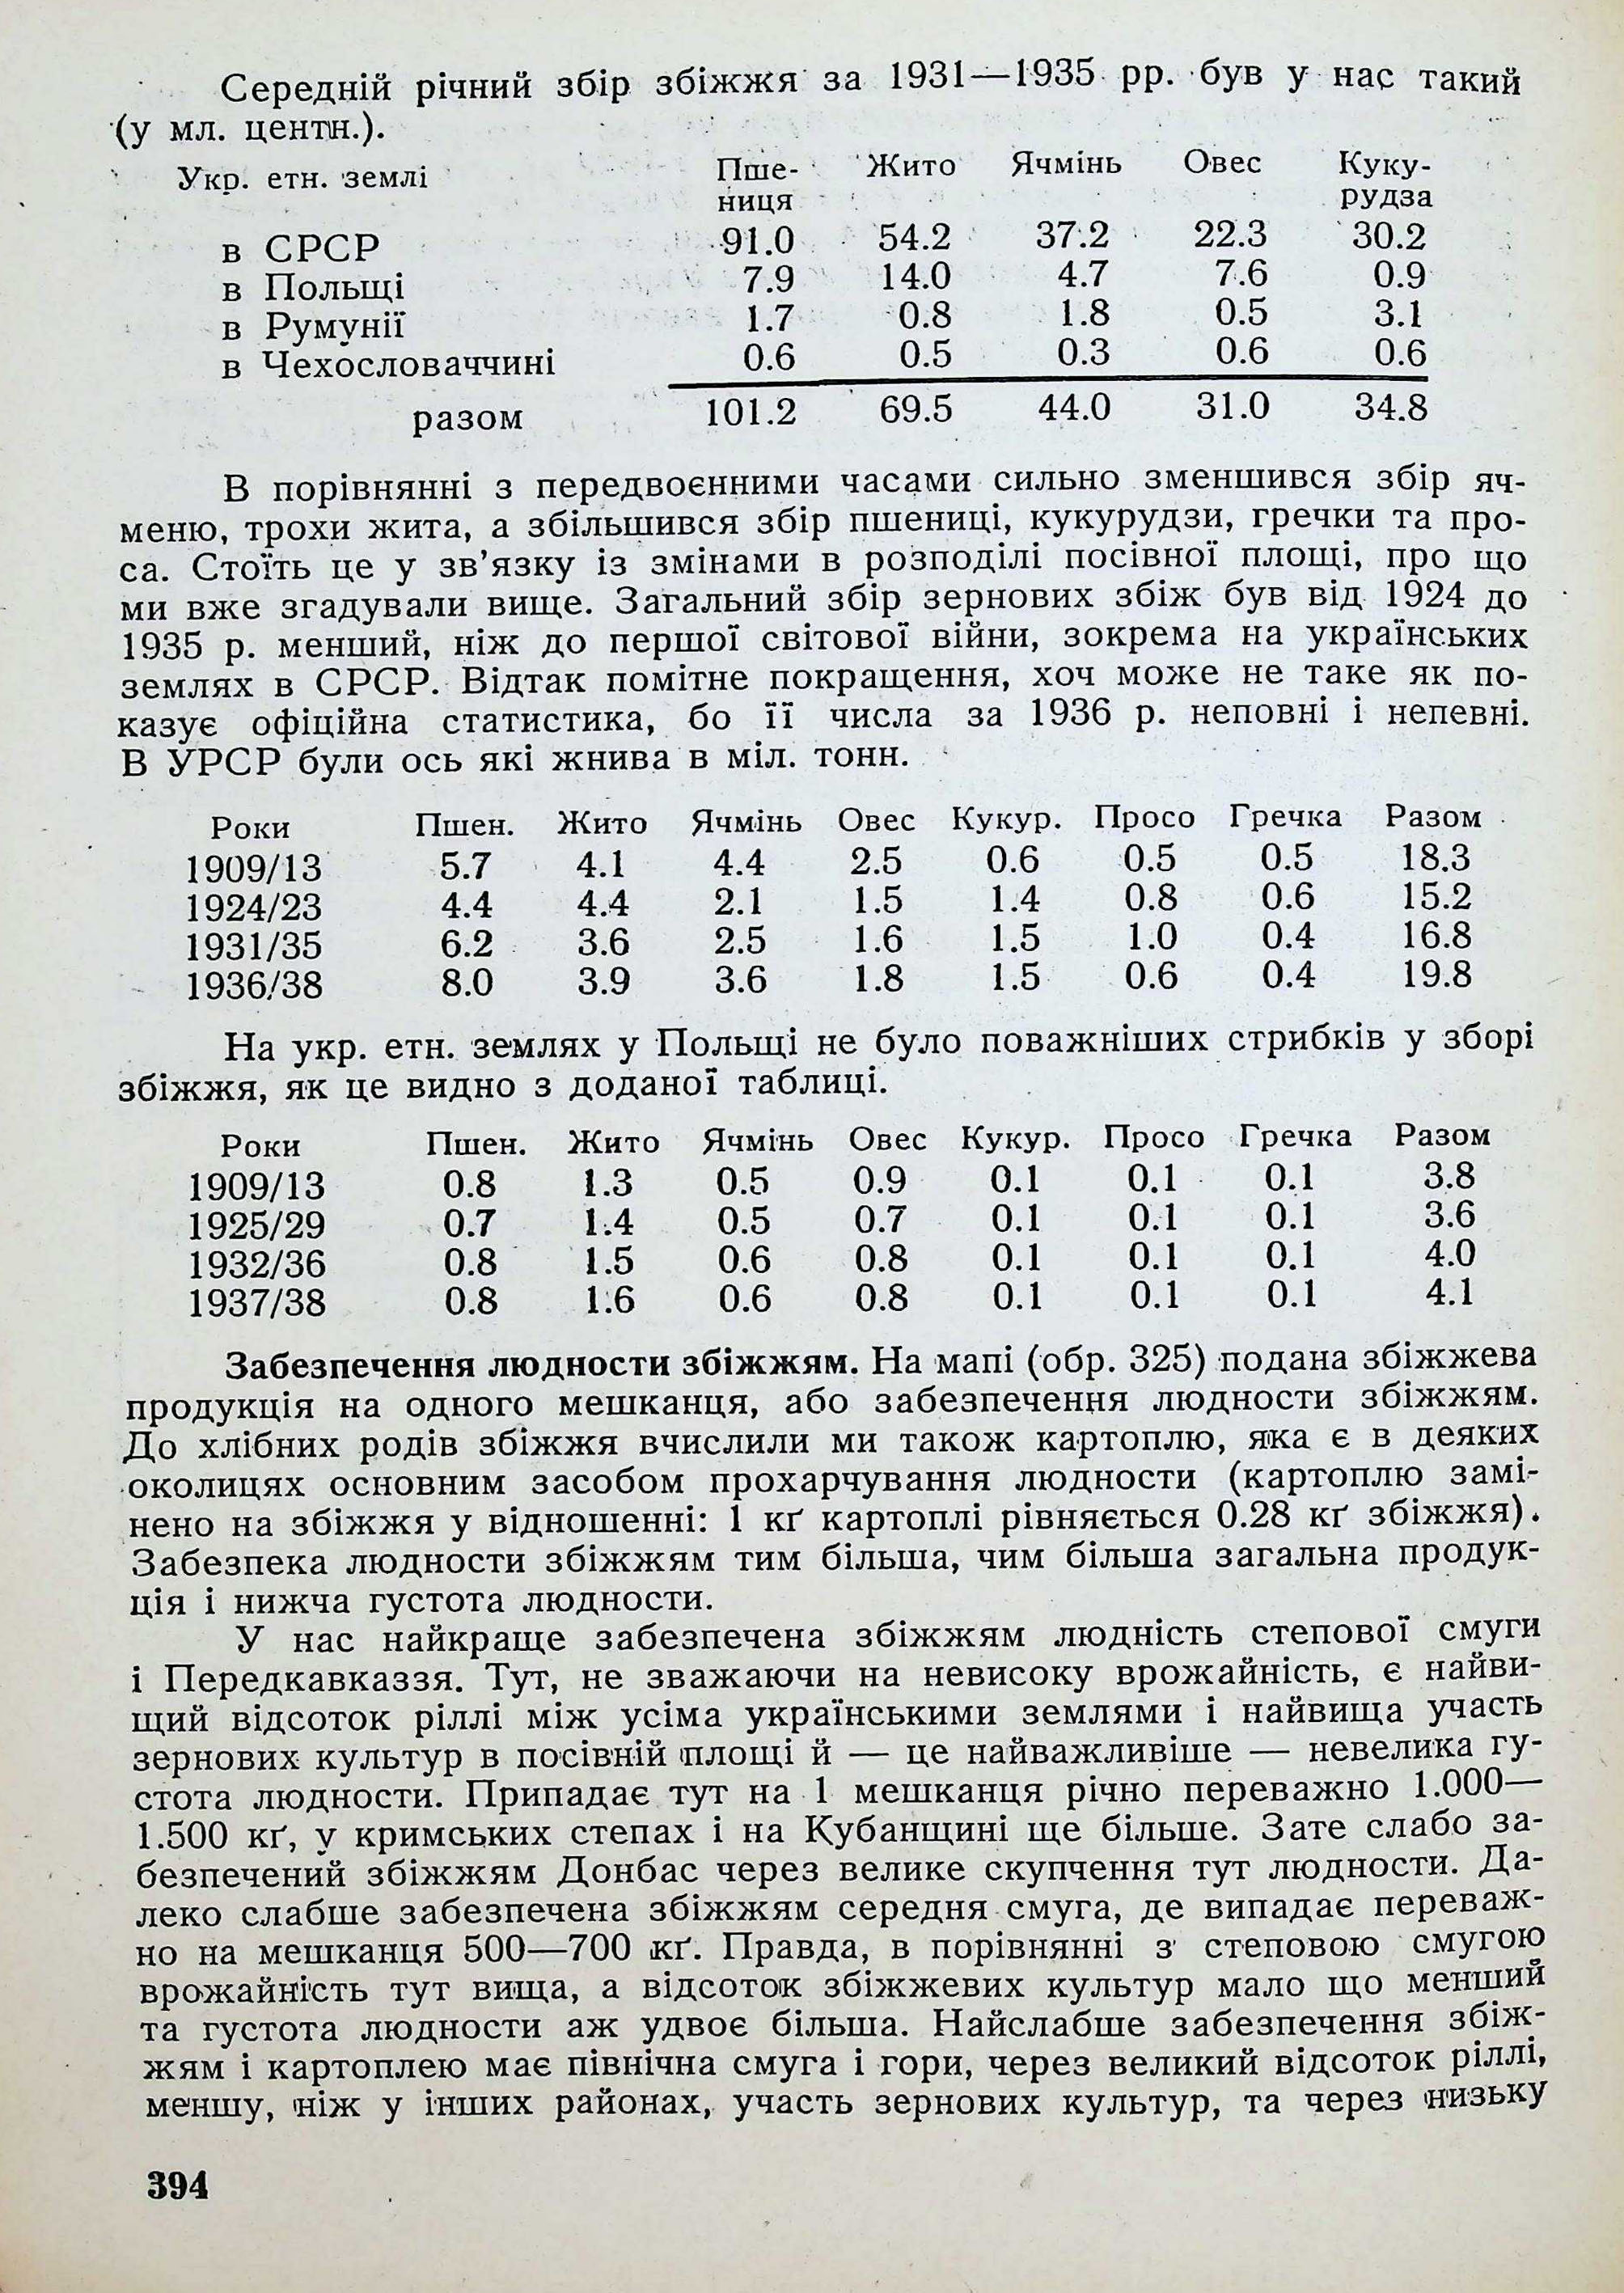 Середній річний збір збіжжя за 1931—1935 рр. був у нас такий
(у мл. центн.).
Укр. етн. землі Пше- Жито Ячмінь Овес Куку-
ниця рудза
в СРСР 91.0 54.2 37.2 22.3 30.2
в Польщі 7.9 14.0 4.7 7.6 0.9
в Румунії 1.7 0.8 1.8 0.5 3.1
в Чехословаччині 0.6 0.5 0.3 0.6 0.6
разом 101.2 69.5 44.0 31.0 34.8
В порівнянні з передвоєнними часами сильно зменшився збір яч-
меню, трохи жита, а збільшився збір пшениці, кукурудзи, гречки та про-
са. Стоїть це у зв’язку із змінами в розподілі посівної площі, про що
ми вже згадували вище. Загальний збір зернових збіж був від 1924 до
1935 р. менший, ніж до першої світової війни, зокрема на українських
землях в СРСР. Відтак помітне покращення, хоч може не таке як по-
казує офіційна статистика, бо її числа за 1936 р. неповні і непевні.
В УРСР були ось які жнива в міл. тонн.
Роки Пшен. Жито Ячмінь Овес Кукур. Просо Гречка Разом
1909/13 5.7 4.1 4.4 2.5 0.6 0.5 0.5 18.3
1924/23 4.4 4.4 2.1 1.5 1.4 0.8 0.6 15.2
1931/35 6.2 3.6 2.5 1.6 1.5 1.0 0.4 16.8
1936/38 8.0 3.9 3.6 1.8 1.5 0.6 0.4 19.8
На укр. етн. землях у Польщі не було поважніших стрибків у зборі
збіжжя, як це видно з доданої таблиці.
Роки Пшен. Жито Ячмінь Овес Кукур. Просо Гречка Разом
1909/13 0.8 1.3 0.5 0.9 0.1 0.1 0.1 3.8
1925/29 0.7 1.4 0.5 0.7 0.1 0.1 0.1 3.6
1932/36 0.8 1.5 0.6 0.8 0.1 0.1 0.1 4.0
1937/38 0.8 1.6 0.6 0.8 0.1 0.1 0.1 4.1
Забезпечення людности збіжжям. На мапі (обр. 325) подана збіжжева
продукція на одного мешканця, або забезпечення людности збіжжям.
До хлібних родів збіжжя вчислили ми також картоплю, яка є в деяких
околицях основним засобом прохарчування людности (картоплю замі-
нено на збіжжя у відношенні: 1 кґ картоплі рівняється 0.28 кґ збіжжя).
Забезпека людности збіжжям тим більша, чим більша загальна продук-
ція і нижча густота людности.
У нас найкраще забезпечена збіжжям людність степової смуги
і Передкавказзя. Тут, не зважаючи на невисоку врожайність, є найви-
щий відсоток ріллі між усіма українськими землями і найвища участь
зернових культур в посівній площі й — це найважливіше — невелика гу-
стота людности. Припадає тут на 1 мешканця річно переважно 1.000—
1.500 кґ, у кримських степах і на Кубанщині ще більше. Зате слабо за-
безпечений збіжжям Донбас через велике скупчення тут людности. Да-
леко слабше забезпечена збіжжям середня смуга, де випадає переваж-
но на мешканця 500—700 кґ. Правда, в порівнянні з степовою смугою
врожайність тут вища, а відсоток збіжжевих культур мало що менший
та густота людности аж удвоє більша. Найслабше забезпечення збіж-
жям і картоплею має північна смуга і гори, через великий відсоток ріллі,
меншу, ніж у інших районах, участь зернових культур, та через низьку
394